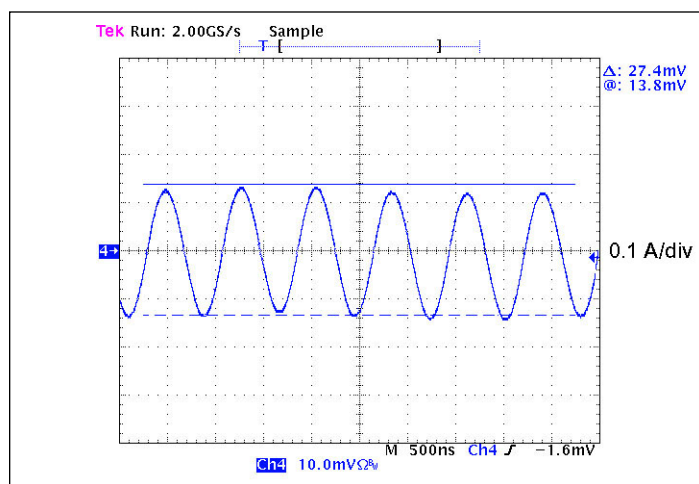 Tek Run: 2.00GS/s Sample
T [ ]
Δ: 27.4mV
@: 13.8mV
4→
0.1 A/div
M 500ns Ch4 ƒ -1.6mV
Ch4 10.0mVΩBw